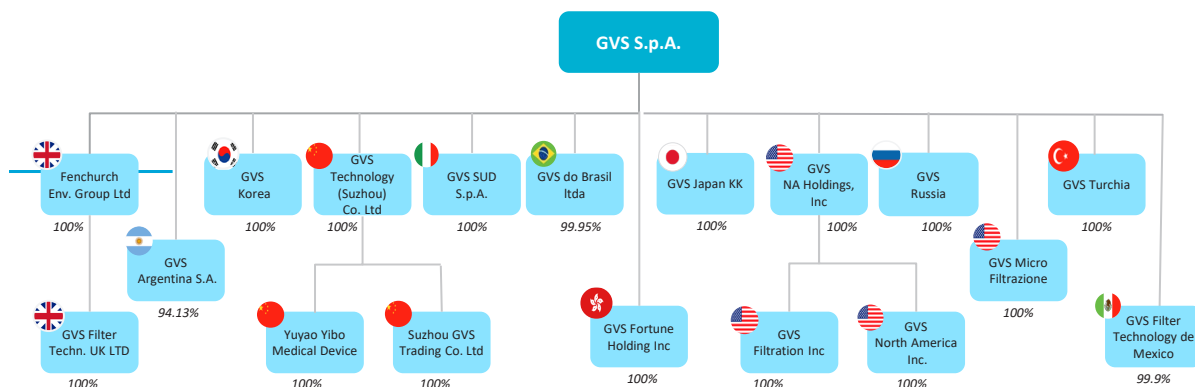 GVS S.p.A.
Fenchurch
Env. Group Ltd
100%
GVS
Korea
100%
GVS
Technology
(Suzhou)
Co. Ltd
100%
GVS SUD
S.p.A.
100%
GVS do Brasil
ltda
99.95%
GVS Japan KK
100%
GVS
NA Holdings,
Inc
100%
GVS
Russia
100%
GVS Turchia
100%
GVS
Argentina S.A.
94.13%
GVS Micro
Filtrazione
100%
GVS Filter
Techn. UK LTD
100%
Yuyao Yibo
Medical Device
100%
Suzhou GVS
Trading Co. Ltd
100%
GVS Fortune
Holding Inc
100%
GVS
Filtration Inc
100%
GVS
North America
Inc.
100%
GVS Filter
Technology de
Mexico
99.9%